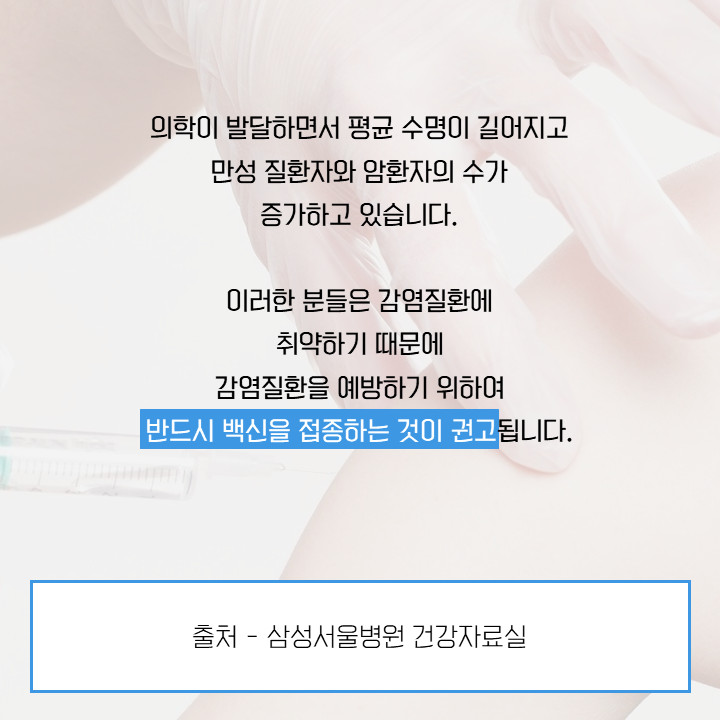 의학이 발달하면서 평균 수명이 길어지고
만성 질환자와 암환자의 수가
증가하고 있습니다.
이러한 분들은 감염질환에
취약하기 때문에
감염질환을 예방하기 위하여
반드시 백신을 접종하는 것이 권고됩니다.
출처 - 삼성서울병원 건강자료실